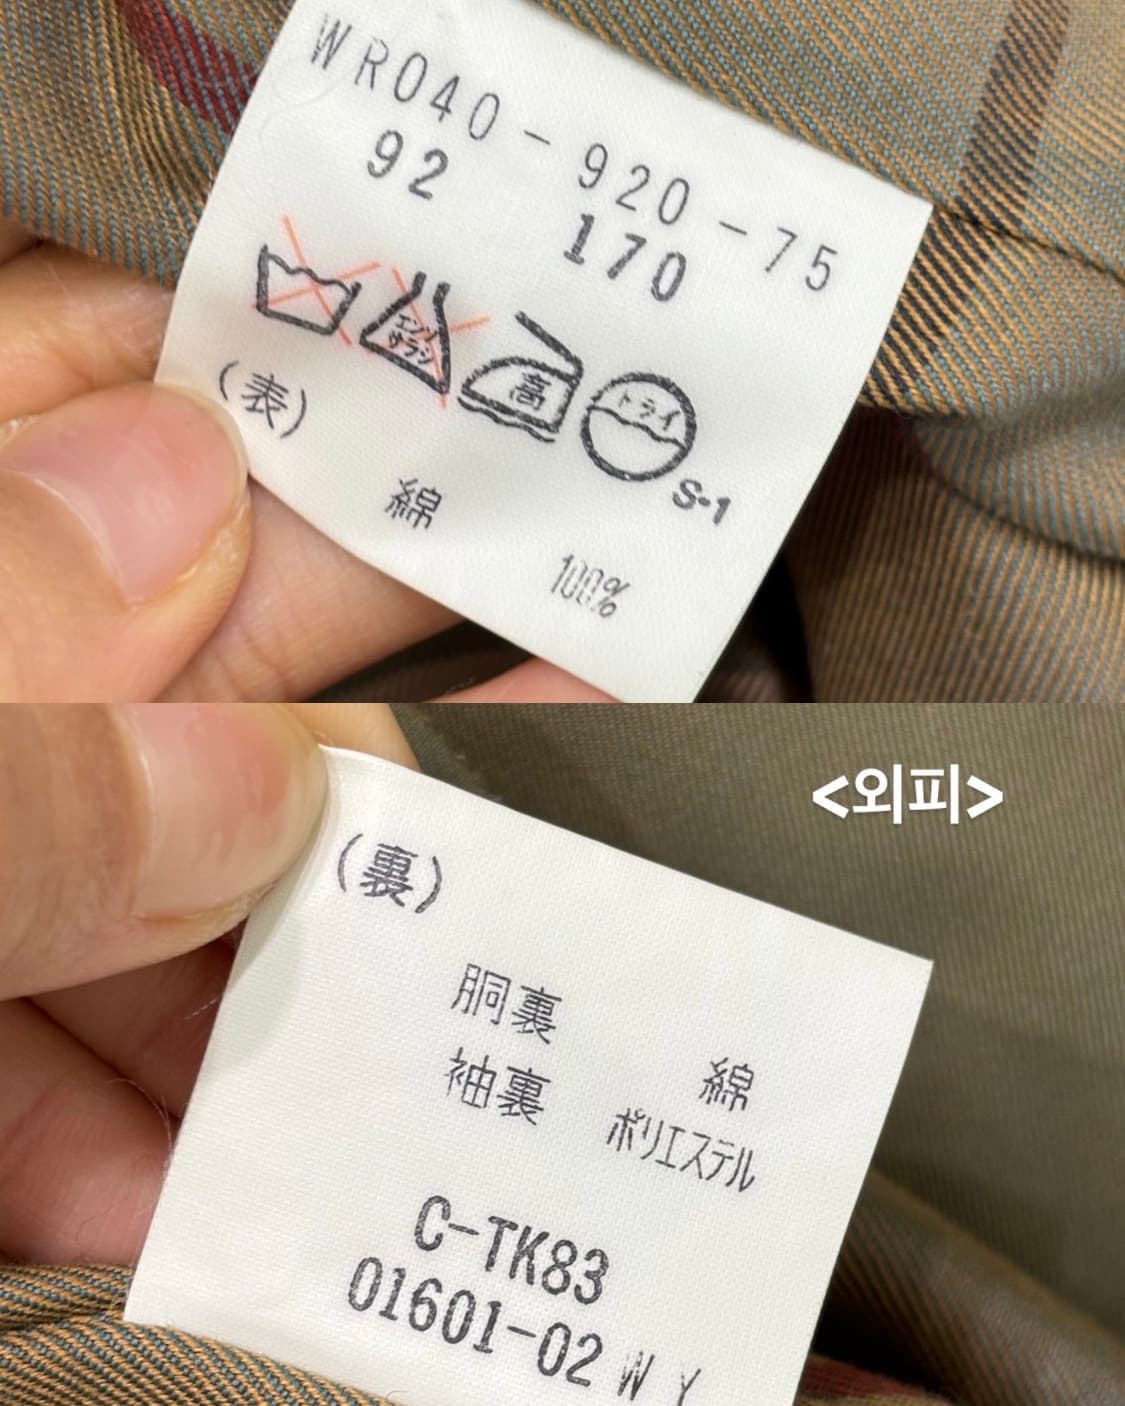 WR040-920-75
92 170
エンソ
サラシ
高
ドライ
S-1
(表)
綿
100%
<외피>
(裏)
胴裏 綿
袖裏 ポリエステル
C-TK83
01601-02 W Y